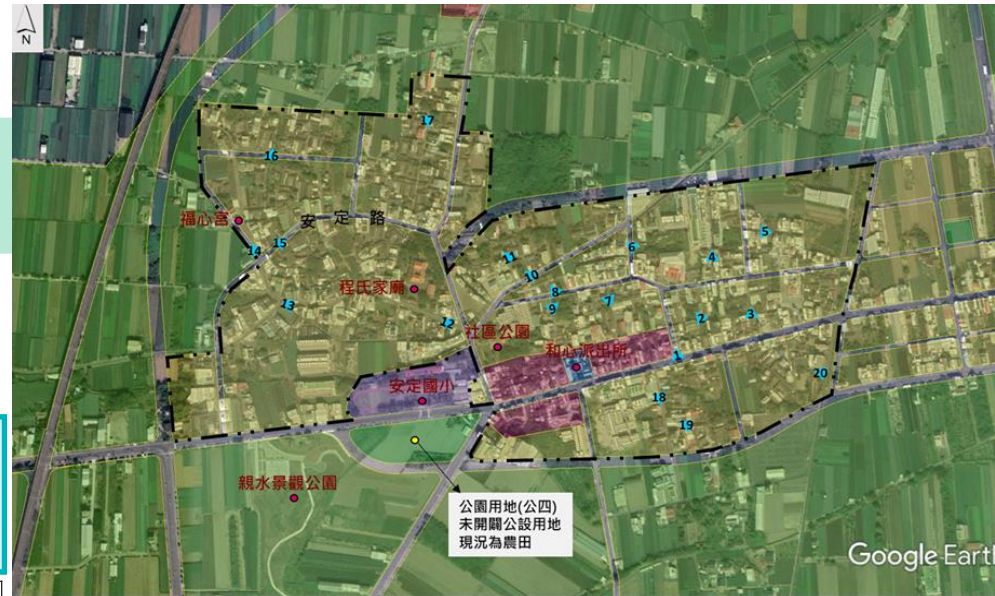 N
17
16
福心宮
安定路
15
14
5
6
4
11
10
程氏家廟
8
9
7
13
12
2
3
社區公園
和心派出所
1
20
安定國小
18
19
親水景觀公園
公園用地(公四)
未開闢公設用地
現況為農田
Google Earth